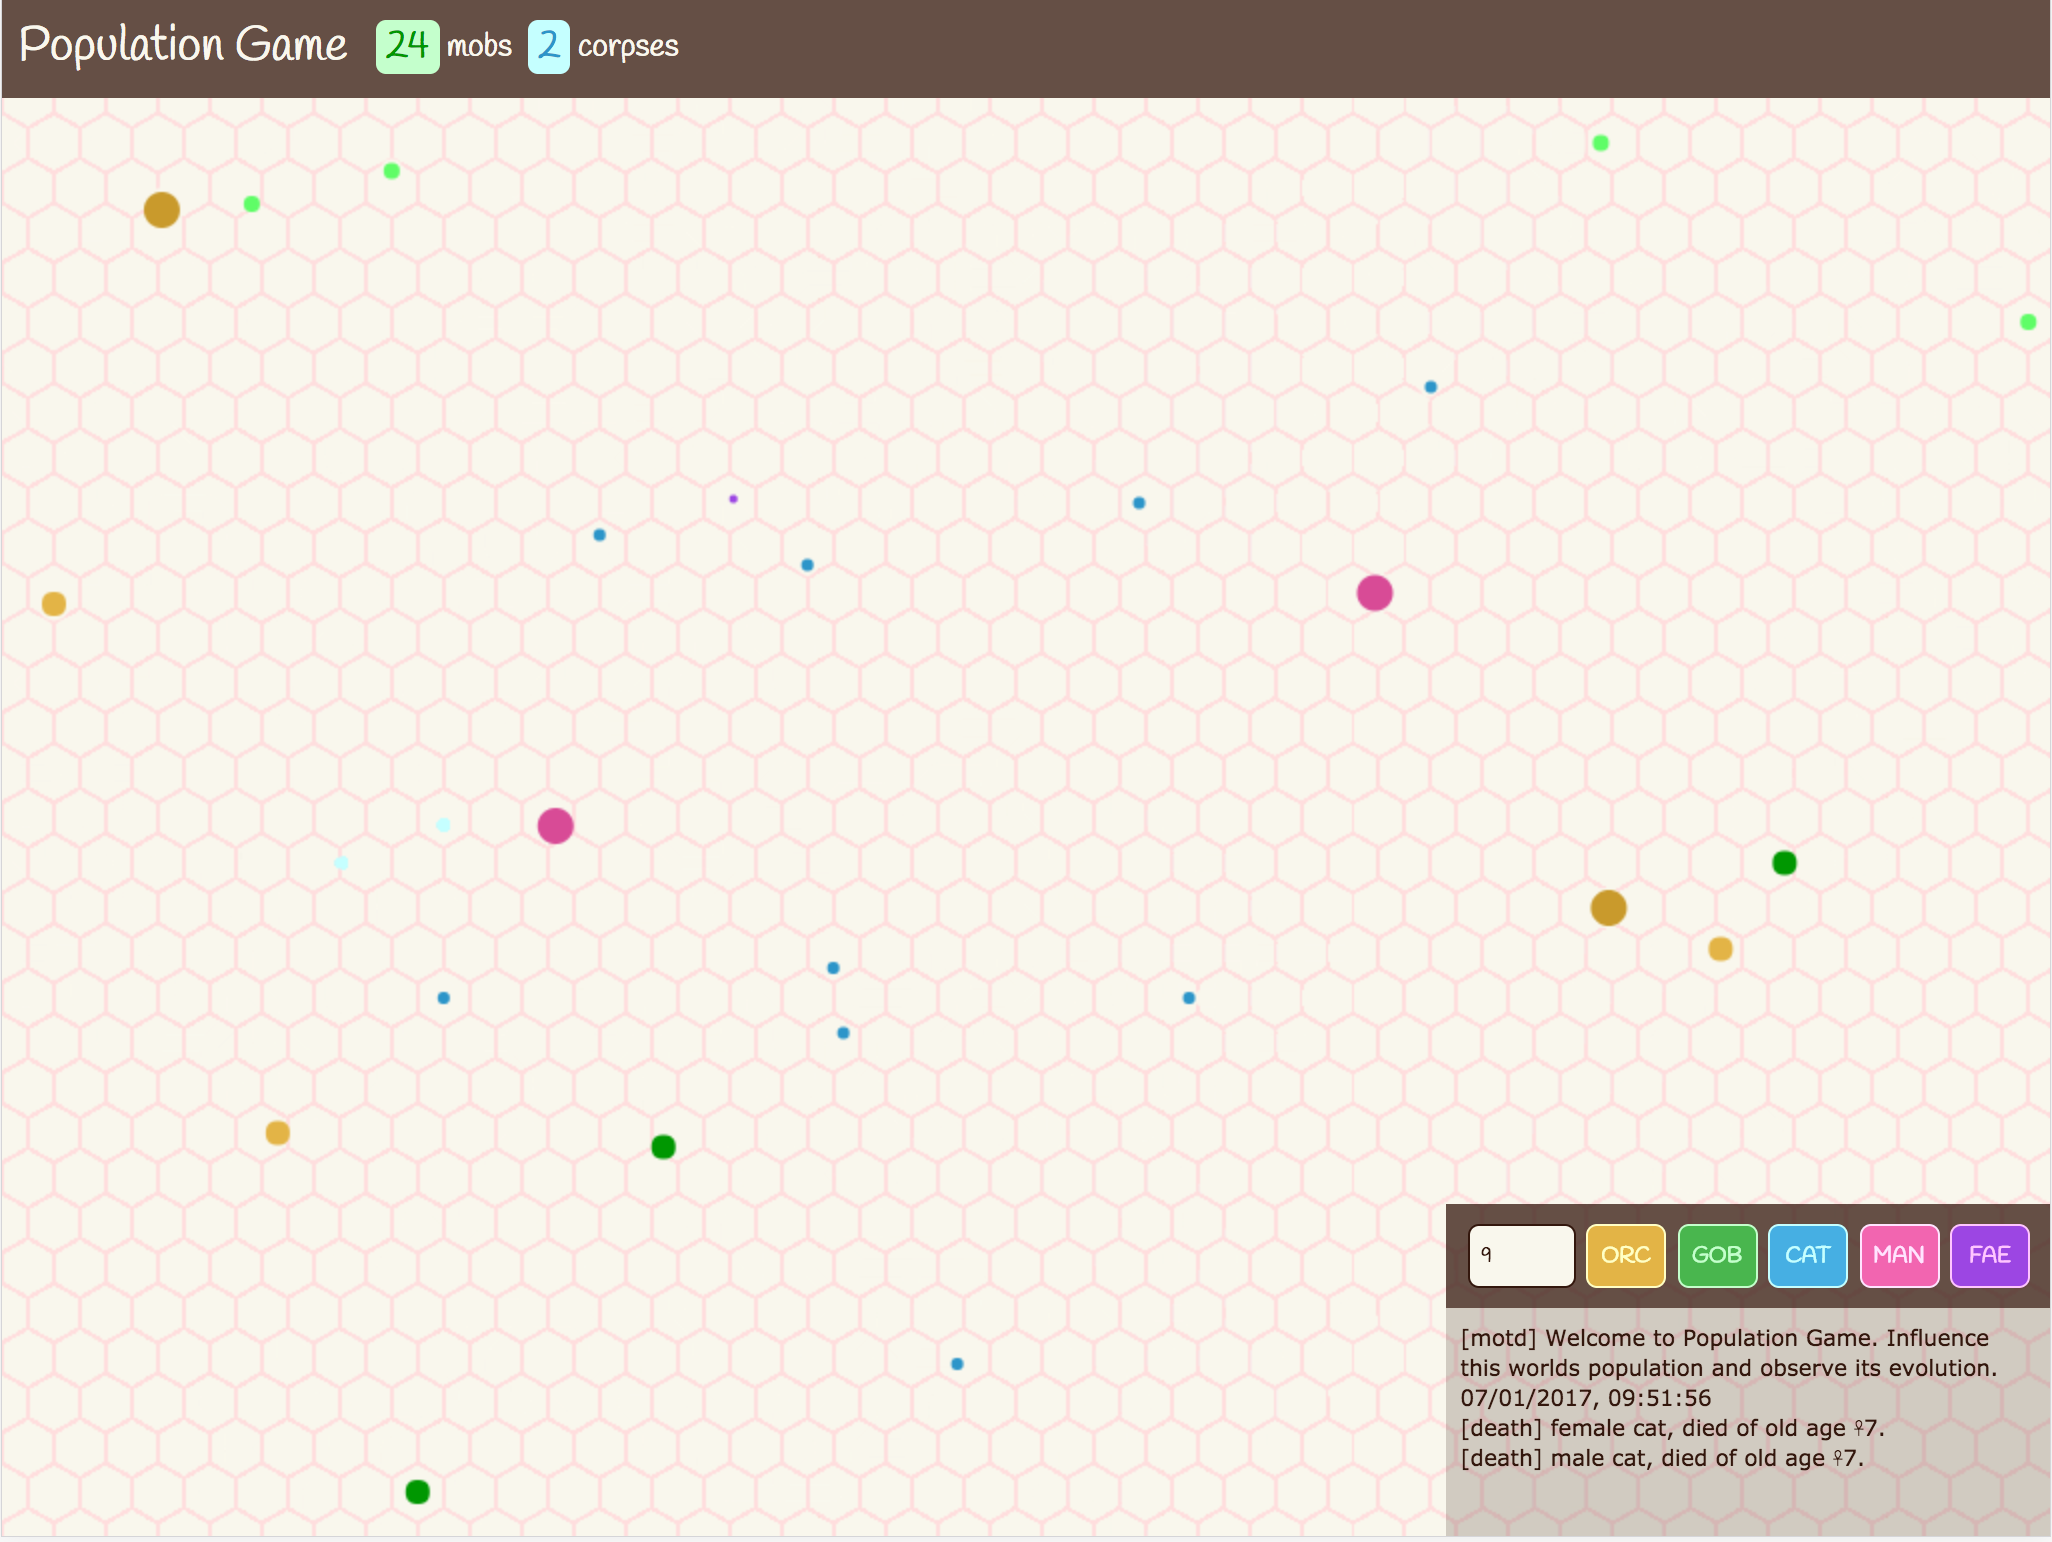 Population Game 24 mobs 2 corpses
9 ORC GOB CAT MAN FAE
[motd] Welcome to Population Game. Influence
this worlds population and observe its evolution.
07/01/2017, 09:51:56
[death] female cat, died of old age ♀7.
[death] male cat, died of old age ♀7.